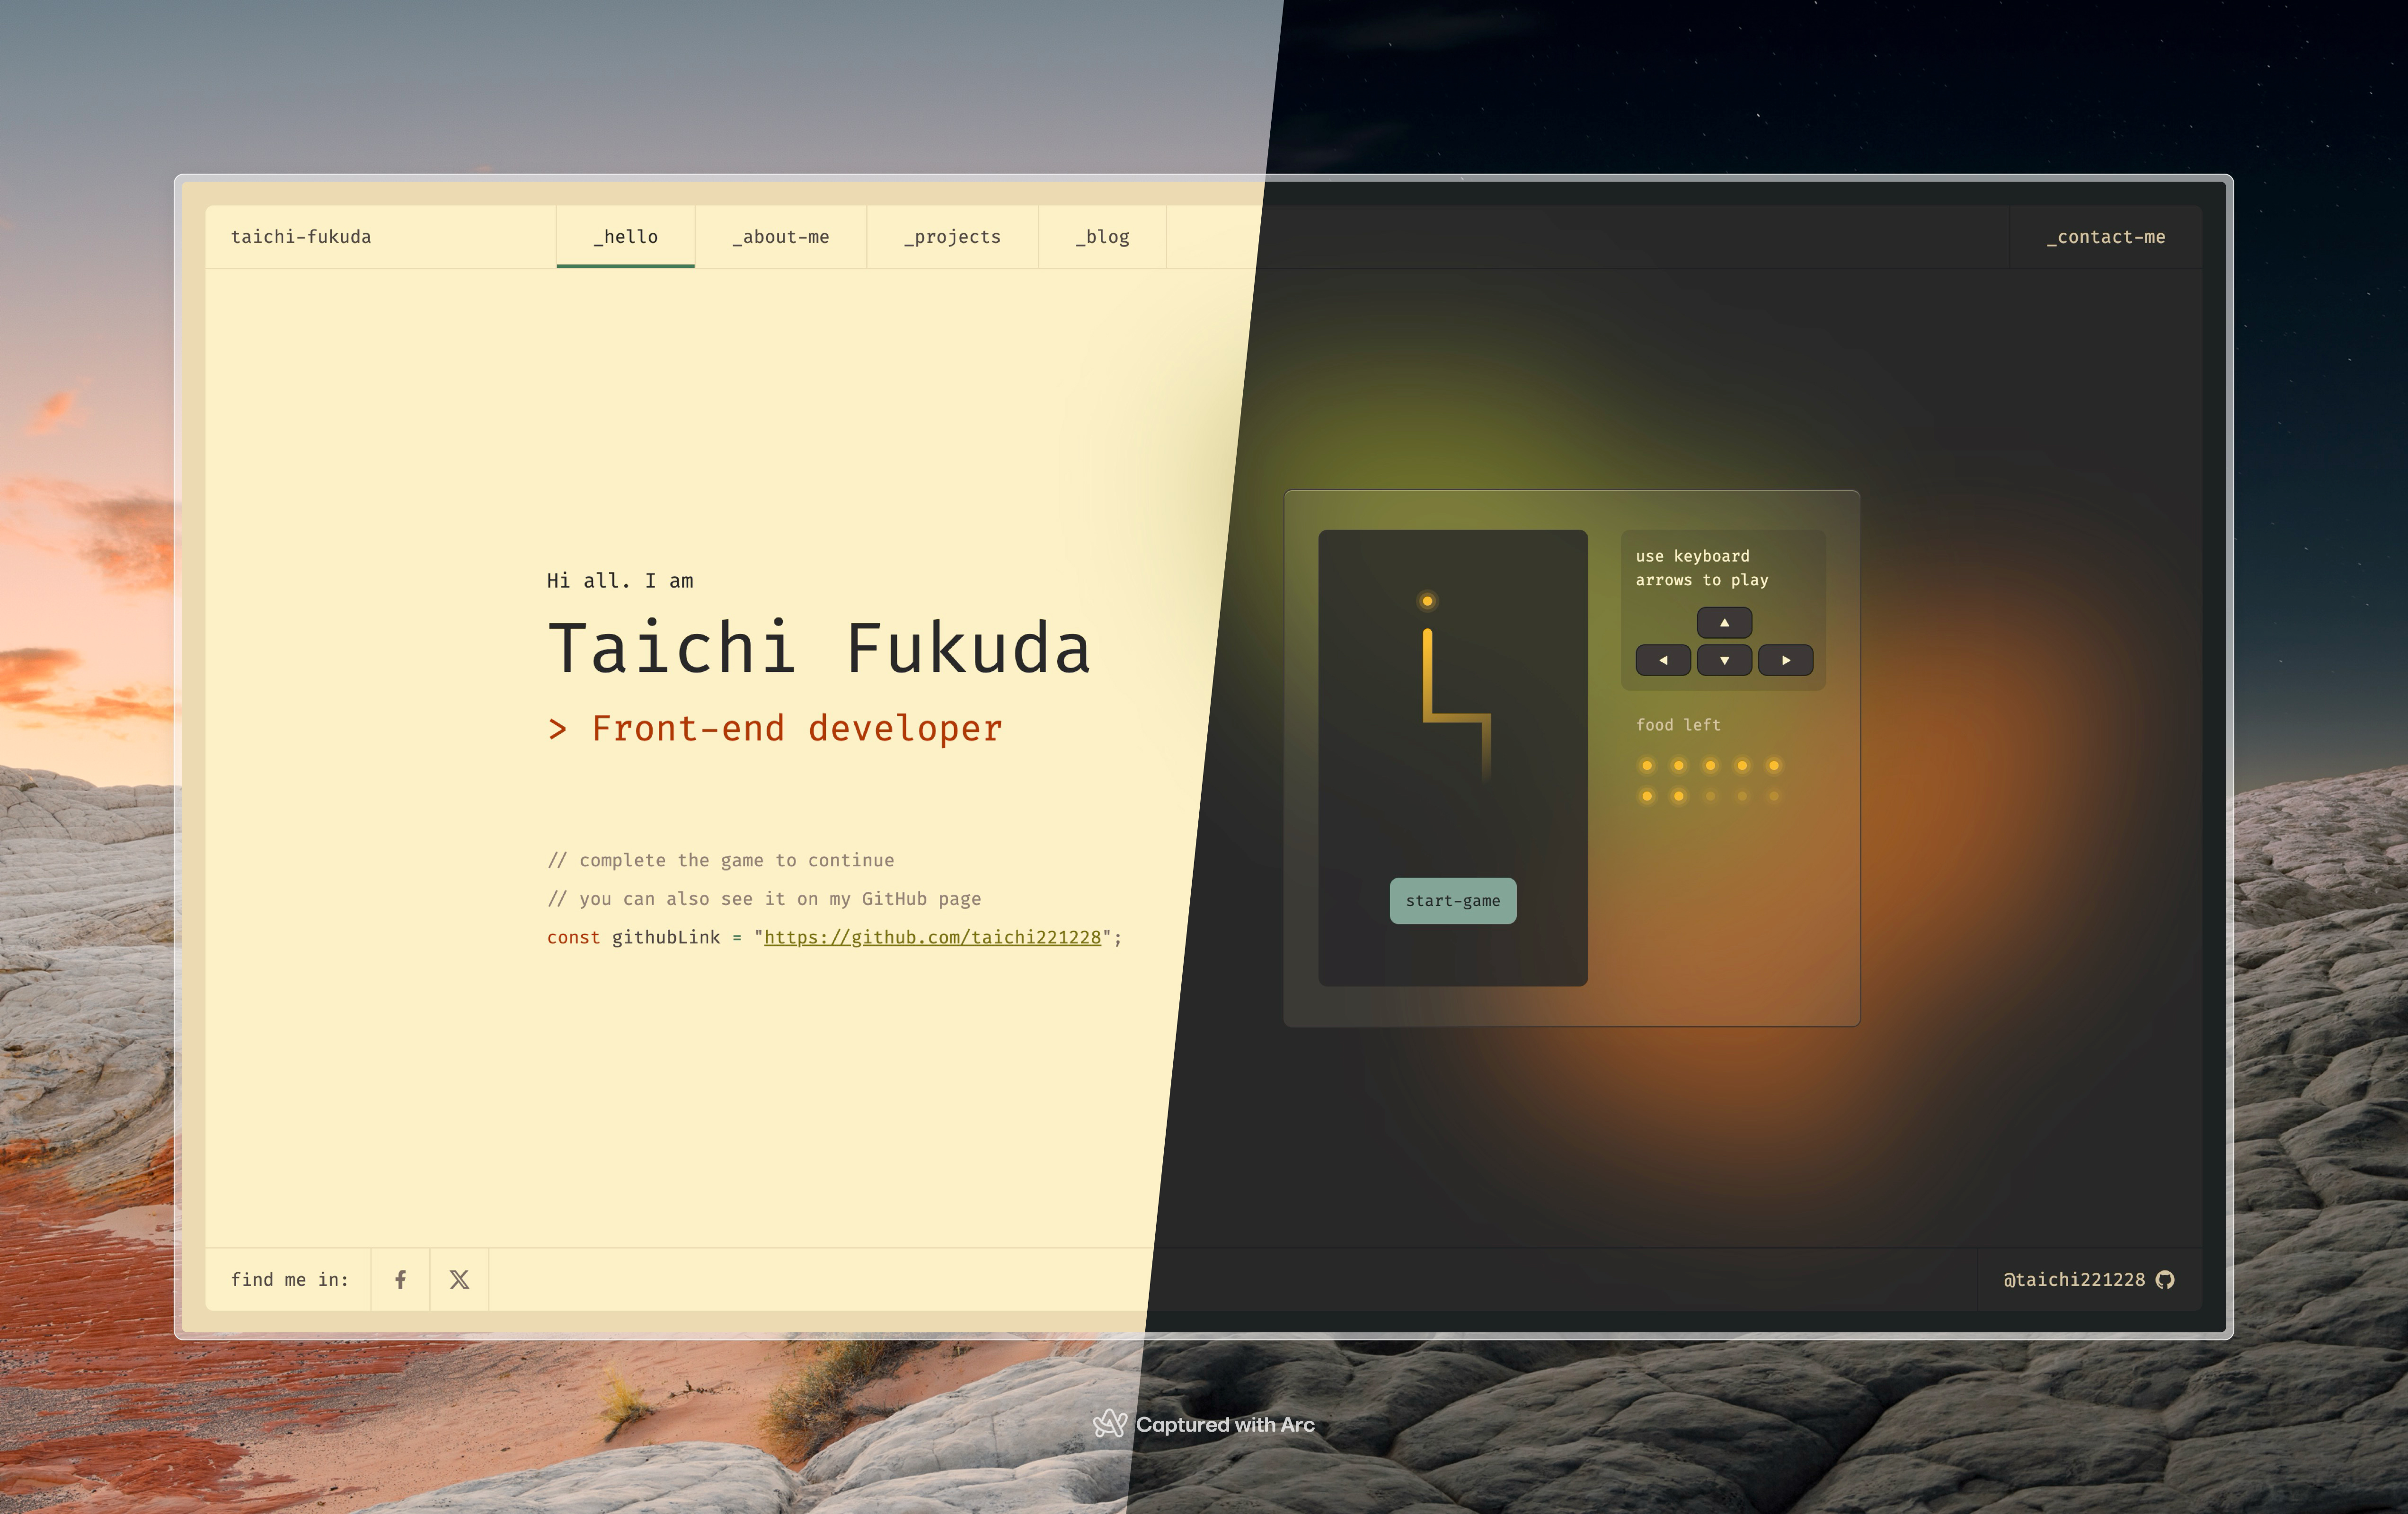 taichi-fukuda
_hello
_about-me
_projects
_blog
_contact-me
Hi all. I am
Taichi Fukuda
> Front-end developer
// complete the game to continue
// you can also see it on my GitHub page
const githubLink = "https://github.com/taichi221228";
use keyboard
arrows to play
food left
start-game
find me in:
@taichi221228
Captured with Arc